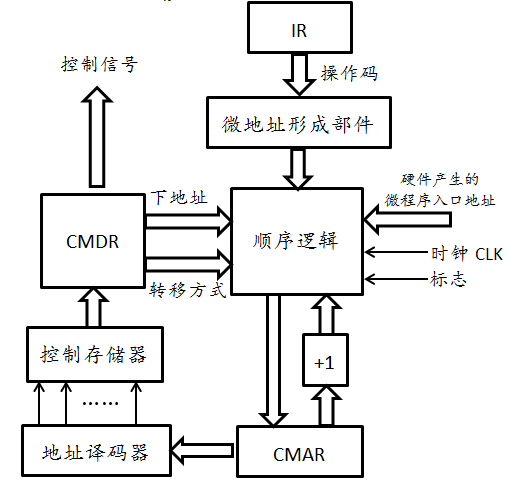 IR
控制信号
操作码
微地址形成部件
硬件产生的
微程序入口地址
下地址
CMDR
顺序逻辑
时钟 CLK
转移方式
标志
控制存储器
+1
……
地址译码器
CMAR